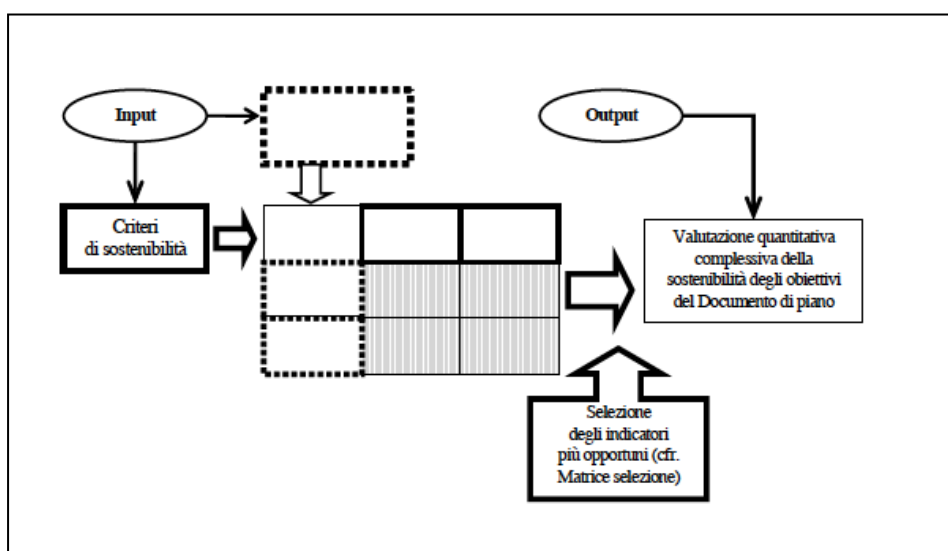 Input
Output
Criteri
di sostenibilità
Valutazione quantitativa
complessiva della
sostenibilità degli obiettivi
del Documento di piano
Selezione
degli indicatori
più opportuni (cfr.
Matrice selezione)